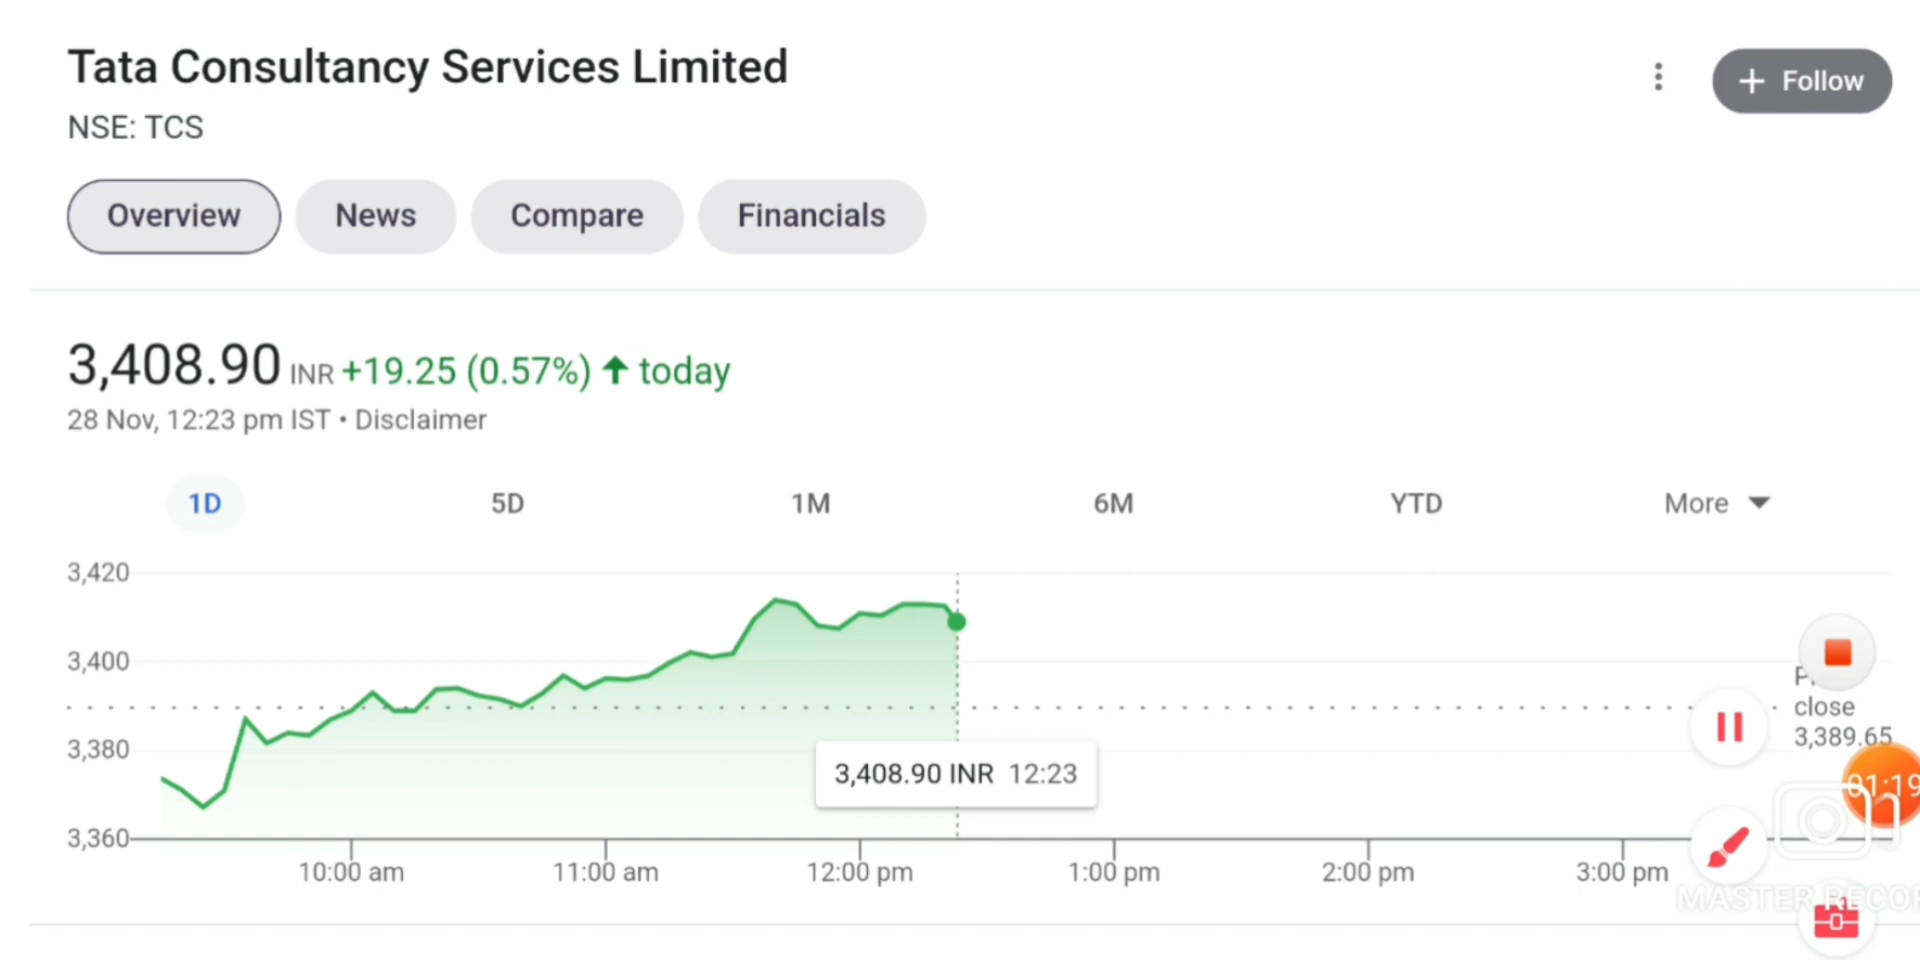 Tata Consultancy Services Limited
+ Follow
NSE: TCS
Overview
News
Compare
Financials
3,408.90 INR +19.25 (0.57%) ↑ today
28 Nov, 12:23 pm IST • Disclaimer
1D
5D
1M
6M
YTD
More
3,420
3,400
3,380
3,360
close
3,389.65
3,408.90 INR 12:23
01:19
10:00 am
11:00 am
12:00 pm
1:00 pm
2:00 pm
3:00 pm
MASTER